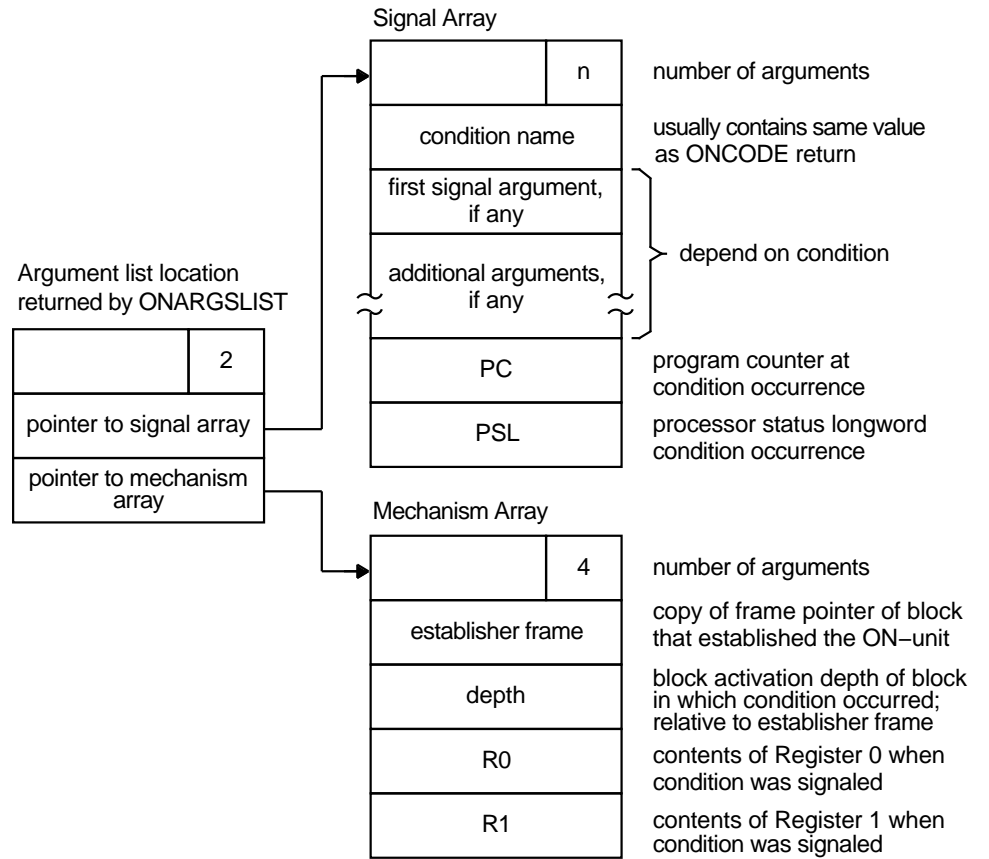 Signal Array
n
number of arguments
condition name
usually contains same value
as ONCODE return
first signal argument,
if any
additional arguments,
if any
depend on condition
PC
program counter at
condition occurrence
PSL
processor status longword
condition occurrence
Argument list location
returned by ONARGSLIST
2
pointer to signal array
pointer to mechanism
array
Mechanism Array
4
number of arguments
establisher frame
copy of frame pointer of block
that established the ON−unit
depth
block activation depth of block
in which condition occurred;
relative to establisher frame
R0
contents of Register 0 when
condition was signaled
R1
contents of Register 1 when
condition was signaled